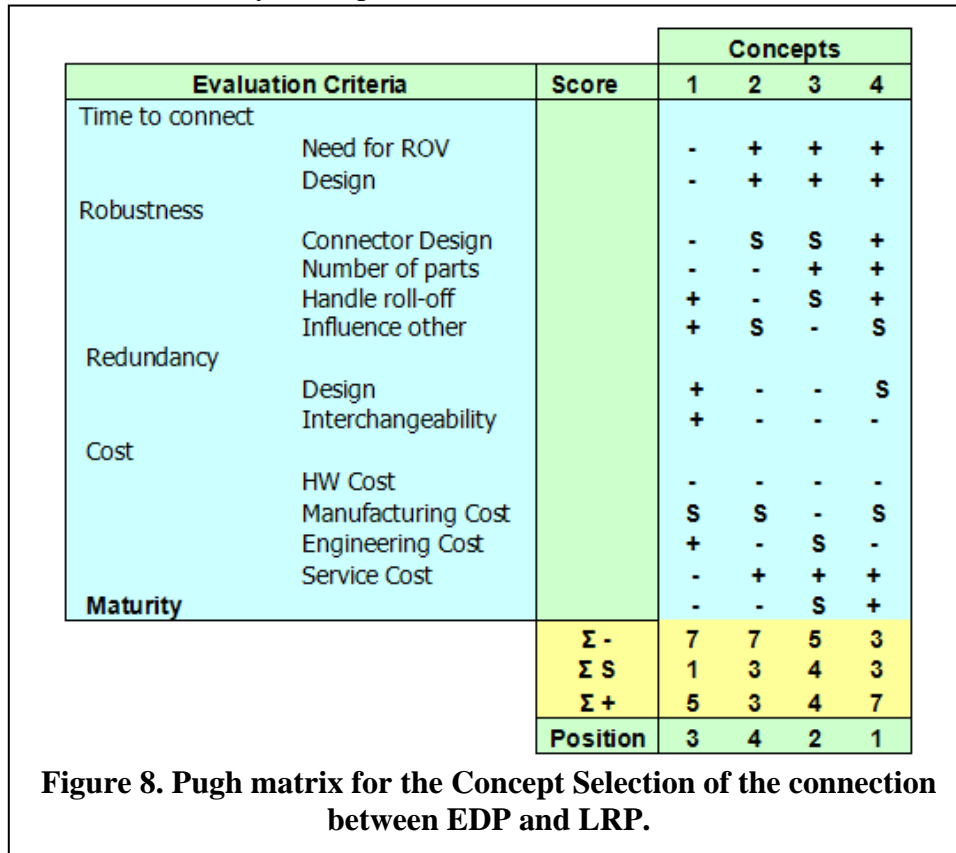 Concepts
Evaluation Criteria Score 1 2 3 4
Time to connect
Need for ROV - + + +
Design - + + +
Robustness
Connector Design - S S +
Number of parts - - + +
Handle roll-off + - S +
Influence other + S - S
Redundancy
Design + - - S
Interchangeability + - - -
Cost
HW Cost - - - -
Manufacturing Cost S S - S
Engineering Cost + - S -
Service Cost - + + +
Maturity - - S +
Σ - 7 7 5 3
Σ S 1 3 4 3
Σ + 5 3 4 7
Position 3 4 2 1
Figure 8. Pugh matrix for the Concept Selection of the connection
between EDP and LRP.